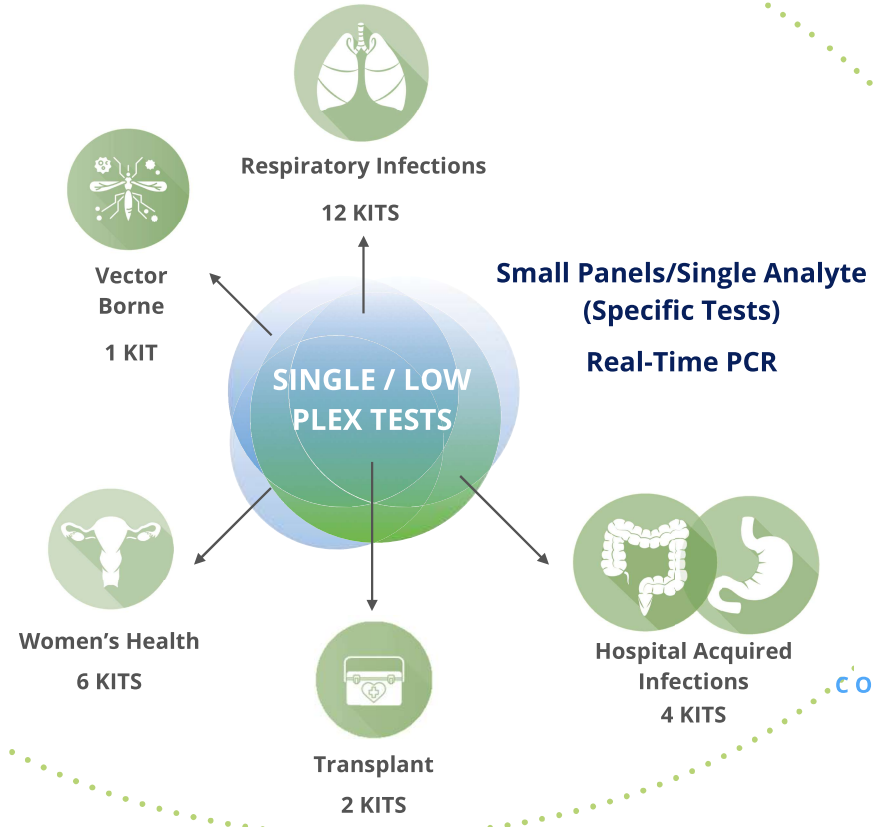 Respiratory Infections
12 KITS
Vector
Borne
1 KIT
Small Panels/Single Analyte
(Specific Tests)
Real-Time PCR
SINGLE / LOW
PLEX TESTS
Women’s Health
6 KITS
Hospital Acquired
Infections
4 KITS
CO
Transplant
2 KITS